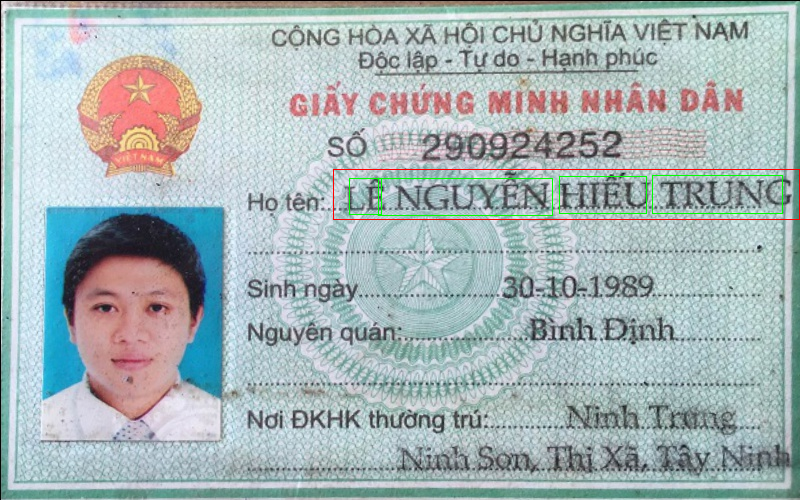 CỘNG HÒA XÃ HỘI CHỦ NGHĨA VIỆT NAM
Độc lập - Tự do - Hạnh phúc
GIẤY CHỨNG MINH NHÂN DÂN
SỐ 290924252
Họ tên: LÊ NGUYỄN HIẾU TRUNG
Sinh ngày 30-10-1989
Nguyên quán: Bình Định
Nơi ĐKHK thường trú: Ninh Trung
Ninh Sơn, Thị Xã, Tây Ninh
VIỆT NAM